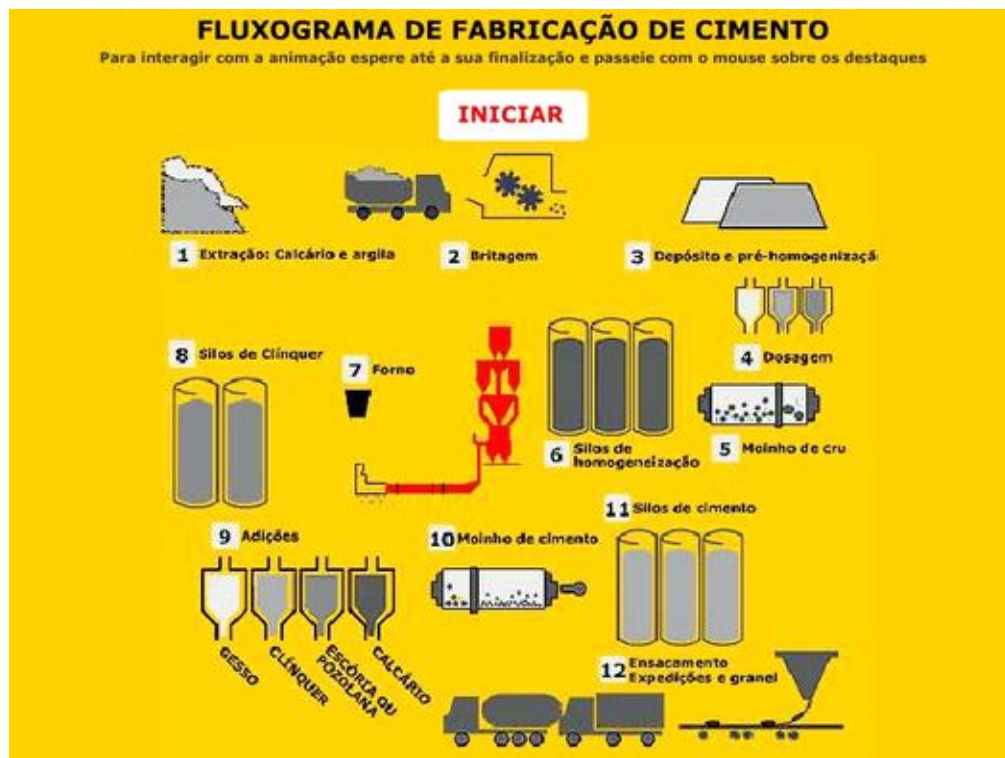 FLUXOGRAMA DE FABRICAÇÃO DE CIMENTO
Para interagir com a animação espere até a sua finalização e passeie com o mouse sobre os destaques
INICIAR
1 Extração: Calcário e argila
2 Britagem
3 Depósito e pré-homogenizaçã
4 Dosagem
8 Silos de Clínquer
7 Forno
6 Silos de
homogeneização
5 Moinho de cru
11 Silos de cimento
9 Adições
10 Moinho de cimento
GESSO
CLÍNQUER
ESCÓRIA OU
POZOLANA
CALCÁRIO
12 Ensacamento
Expedições e granel